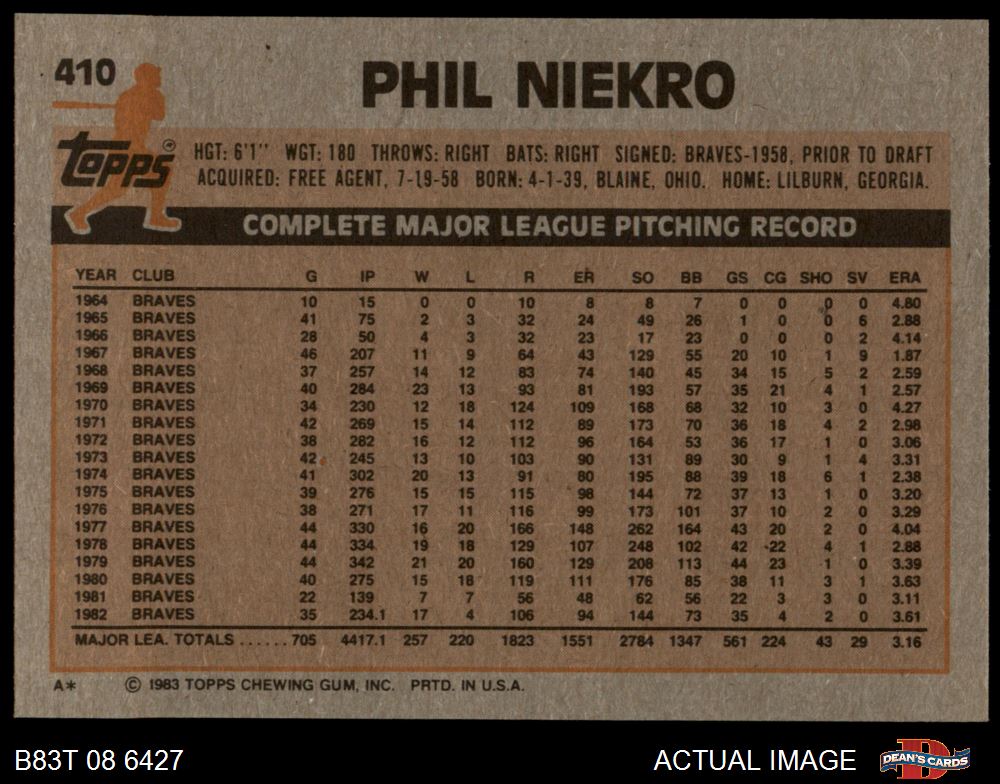 410 PHIL NIEKRO
topps®
HGT: 6'1" WGT: 180 THROWS: RIGHT BATS: RIGHT SIGNED: BRAVES-1958, PRIOR TO DRAFT
ACQUIRED: FREE AGENT, 7-19-58 BORN: 4-1-39, BLAINE, OHIO. HOME: LILBURN, GEORGIA.
COMPLETE MAJOR LEAGUE PITCHING RECORD
YEAR CLUB G IP W L R ER SO BB GS CG SHO SV ERA
1964 BRAVES 10 15 0 0 10 8 8 7 0 0 0 0 4.80
1965 BRAVES 41 75 2 3 32 24 49 26 1 0 0 6 2.88
1966 BRAVES 28 50 4 3 32 23 17 23 0 0 0 2 4.14
1967 BRAVES 46 207 11 9 64 43 129 55 20 10 1 9 1.87
1968 BRAVES 37 257 14 12 83 74 140 45 34 15 5 2 2.59
1969 BRAVES 40 284 23 13 93 81 193 57 35 21 4 1 2.57
1970 BRAVES 34 230 12 18 124 109 168 68 32 10 3 0 4.27
1971 BRAVES 42 269 15 14 112 89 173 70 36 18 4 2 2.98
1972 BRAVES 38 282 16 12 112 96 164 53 36 17 1 0 3.06
1973 BRAVES 42 245 13 10 103 90 131 89 30 9 1 4 3.31
1974 BRAVES 41 302 20 13 91 80 195 88 39 18 6 1 2.38
1975 BRAVES 39 276 15 15 115 98 144 72 37 13 1 0 3.20
1976 BRAVES 38 271 17 11 116 99 173 101 37 10 2 0 3.29
1977 BRAVES 44 330 16 20 166 148 262 164 43 20 2 0 4.04
1978 BRAVES 44 334 19 18 129 107 248 102 42 22 4 1 2.88
1979 BRAVES 44 342 21 20 160 129 208 113 44 23 1 0 3.39
1980 BRAVES 40 275 15 18 119 111 176 85 38 11 3 1 3.63
1981 BRAVES 22 139 7 7 56 48 62 56 22 3 3 0 3.11
1982 BRAVES 35 234.1 17 4 106 94 144 73 35 4 2 0 3.61
MAJOR LEA. TOTALS ...... 705 4417.1 257 220 1823 1551 2784 1347 561 224 43 29 3.16
A* © 1983 TOPPS CHEWING GUM, INC. PRTD. IN U.S.A.
B83T 08 6427 ACTUAL IMAGE DEAN'S CARDS